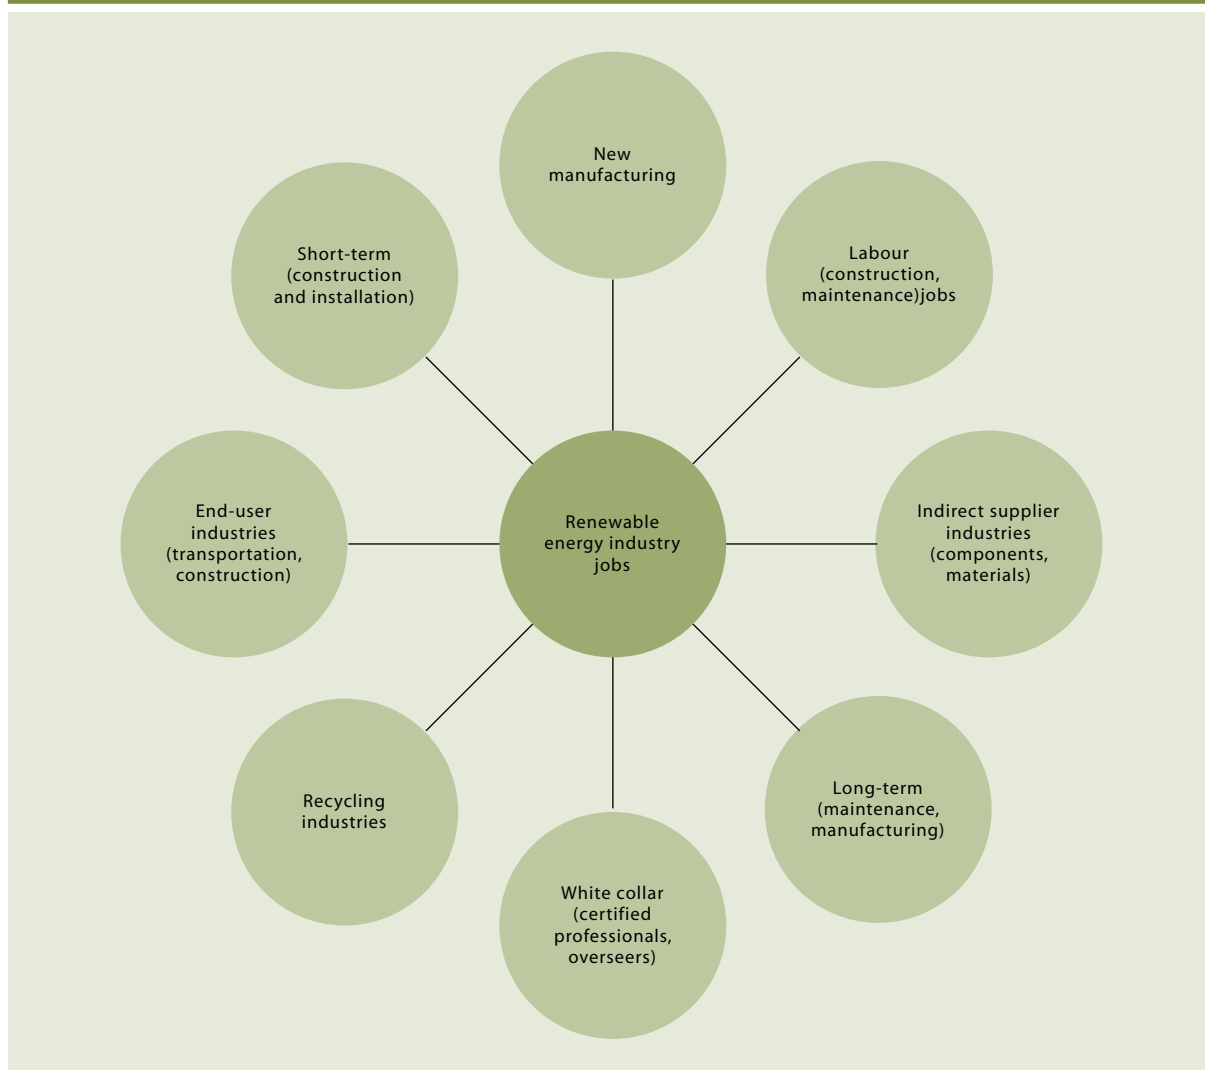 New
manufacturing
Labour
(construction,
maintenance)jobs
Short-term
(construction
and installation)
End-user
industries
(transportation,
construction)
Renewable
energy industry
jobs
Indirect supplier
industries
(components,
materials)
Recycling
industries
Long-term
(maintenance,
manufacturing)
White collar
(certified
professionals,
overseers)